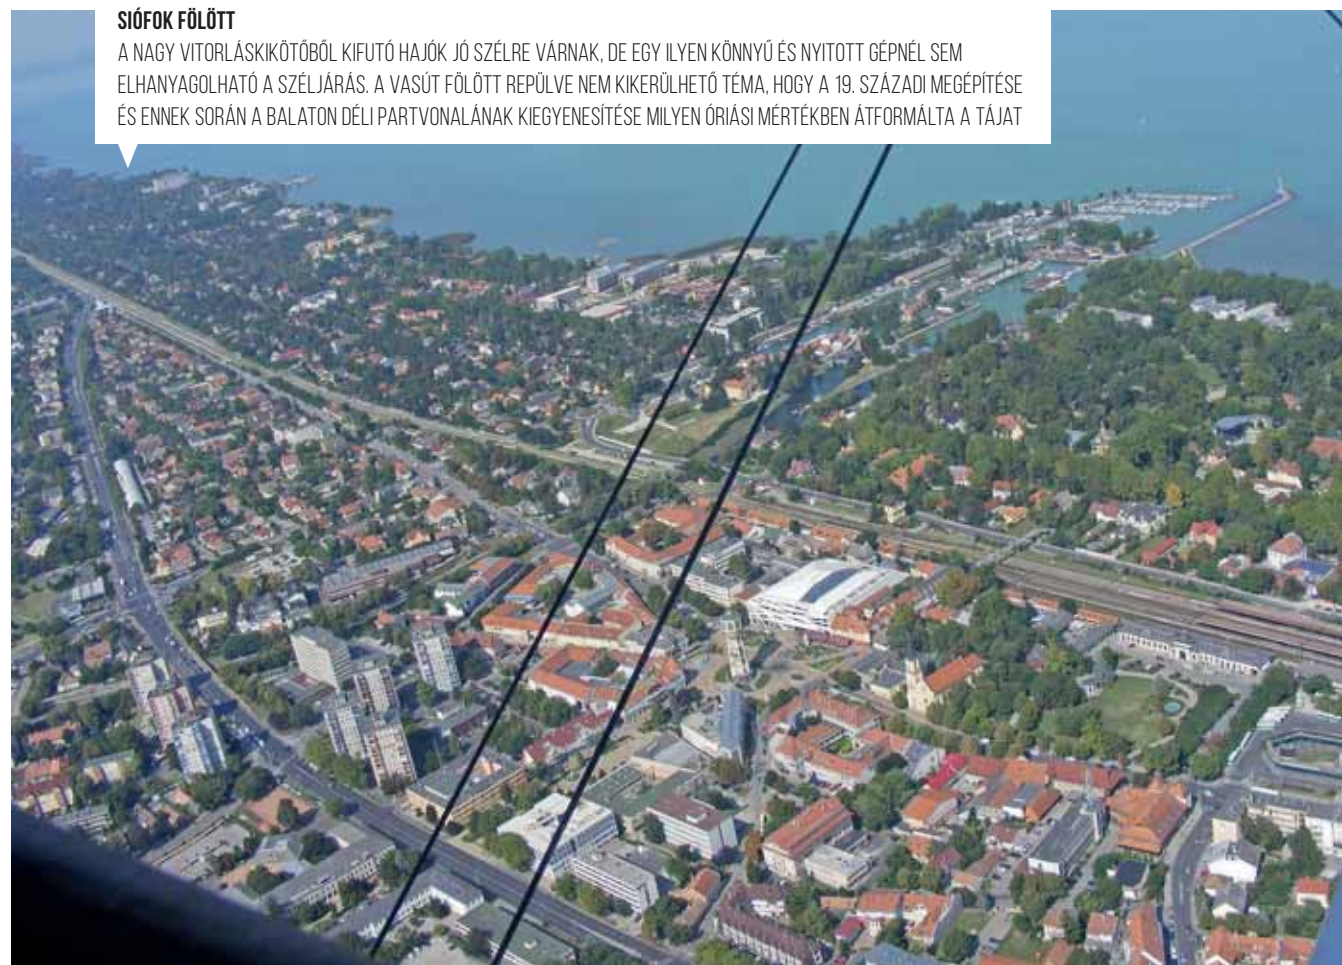 SIÓFOK FÖLÖTT
A NAGY VITORLÁSKIKÖTŐBŐL KIFUTÓ HAJÓK JÓ SZÉLRE VÁRNAK, DE EGY ILYEN KÖNNYŰ ÉS NYITOTT GÉPNÉL SEM
ELHANYAGOLHATÓ A SZÉLJÁRÁS. A VASÚT FÖLÖTT REPÜLVE NEM KIKERÜLHETŐ TÉMA, HOGY A 19. SZÁZADI MEGÉPÍTÉSE
ÉS ENNEK SORÁN A BALATON DÉLI PARTVONALÁNAK KIEGYENESÍTÉSE MILYEN ÓRIÁSI MÉRTÉKBEN ÁTFORMÁLTA A TÁJAT